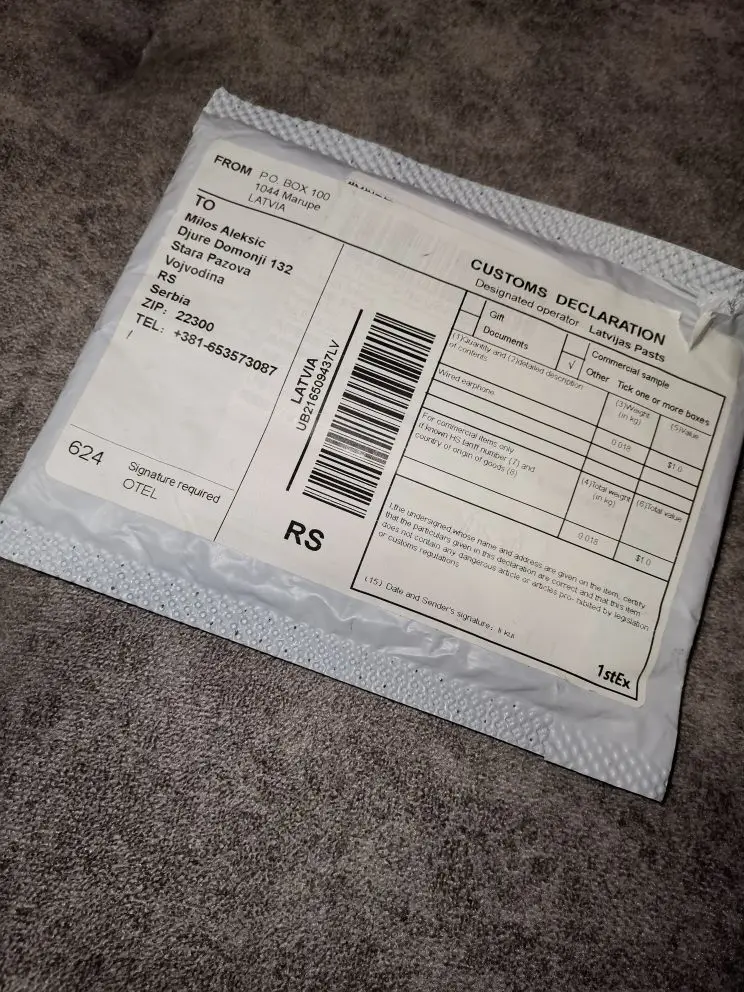 FROM P.O. BOX 100
1044 Marupe
LATVIA
TO
Milos Aleksic
Djure Domonji 132
Stara Pazova
Vojvodina
RS
Serbia
ZIP: 22300
TEL: +381-653573087
/
624
Signature required
OTEL
LATVIA
UB216509437LV
RS
CUSTOMS DECLARATION
Designated operator Latvijas Pasts
Gift
Commercial sample
Documents
√
Other Tick one or more boxes
(1)Quantity and (2)detailed description
of contents
(3)Weight
(in kg)
(5)Value
Wired earphone
0.018
$1.0
For commercial items only
if known HS tariff number (7) and
country of origin of goods (8)
(4)Total weight
(in kg)
(6)Total value
0.018
$1.0
I,the undersigned,whose name and address are given on the item, certify
that the particulars given in this declaration are correct and that this item
does not contain any dangerous article or articles pro- hibited by legislation
or customs regulations
(15) Date and Sender's signature:
1stEx